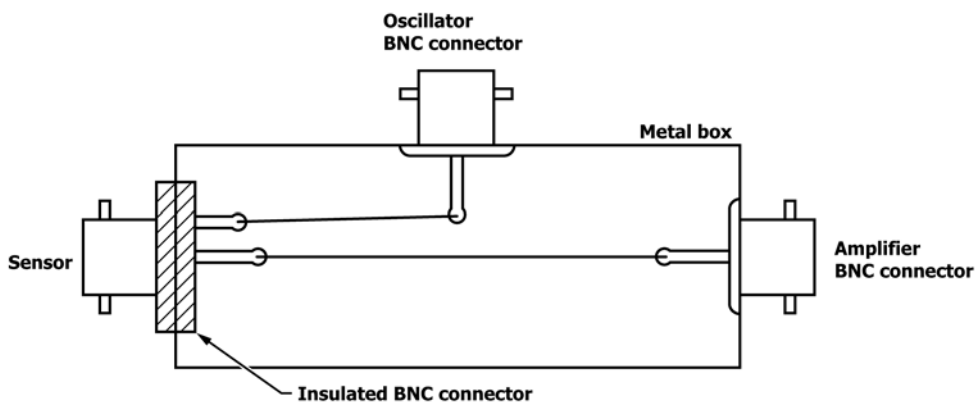 Oscillator
BNC connector
Metal box
Sensor
Amplifier
BNC connector
Insulated BNC connector